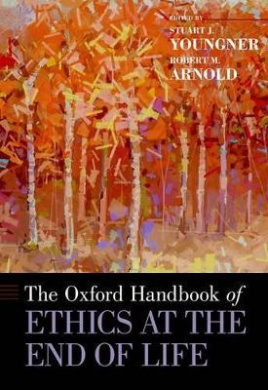 EDITED BY
STUART J.
YOUNGNER
ROBERT M.
ARNOLD
The Oxford Handbook of
ETHICS AT THE
END OF LIFE